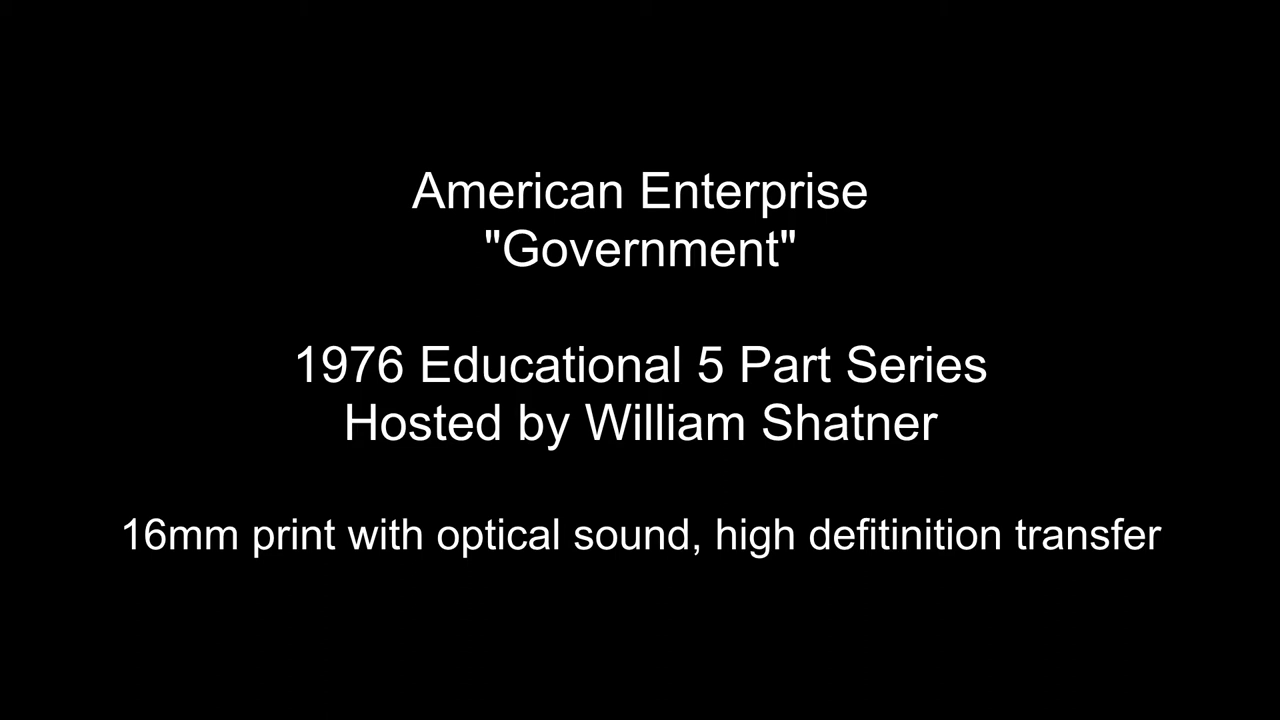 American Enterprise
"Government"
1976 Educational 5 Part Series
Hosted by William Shatner
16mm print with optical sound, high defitinition transfer